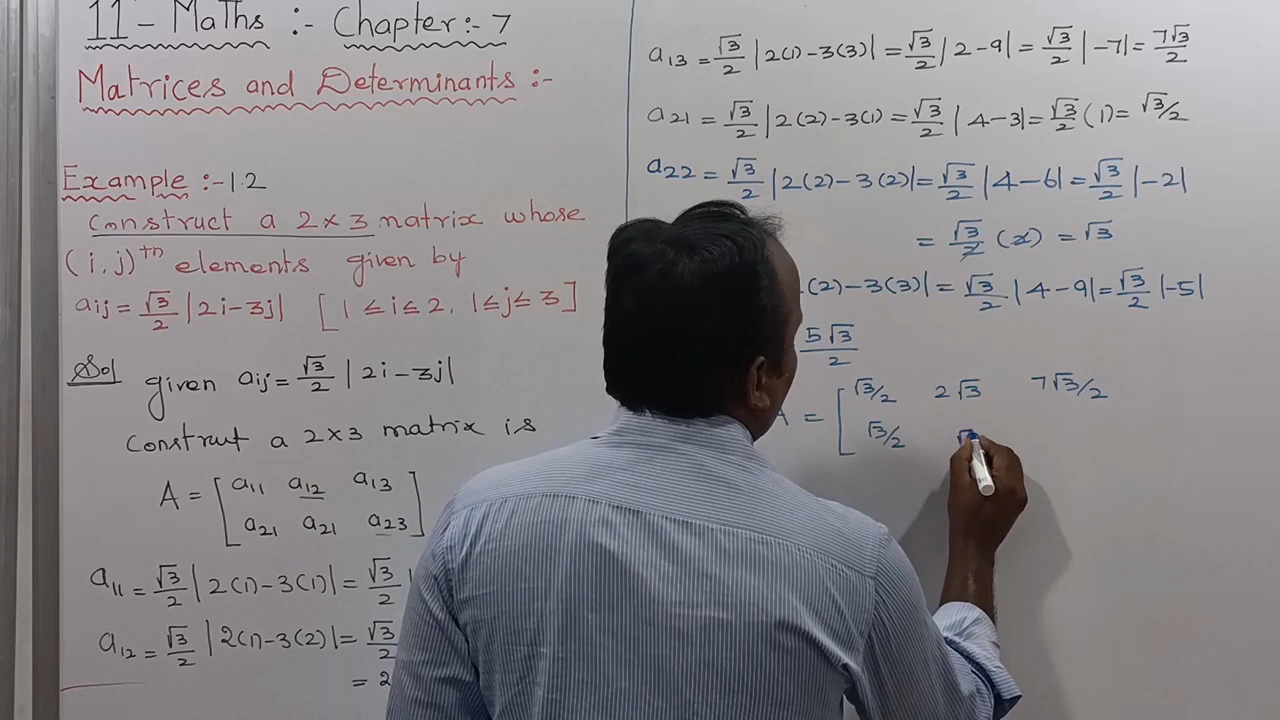 11 - Maths :- Chapter:- 7
Matrices and Determinants:-
Example :-1.2
Construct a 2×3 matrix whose
(i,j)ᵗʰ elements given by
aij = √3/2 |2i-3j| [1≤i≤2, 1≤j≤3]
Sol given aij = √3/2 |2i-3j|
Construt a 2×3 matrix is
A = [a11 a12 a13
a21 a21 a23]
a11 = √3/2 |2(1)-3(1)| = √3/2
a12 = √3/2 |2(1)-3(2)| = √3/2
= 2
a13 = √3/2 |2(1)-3(3)| = √3/2 |2-9| = √3/2 |-7| = 7√3/2
a21 = √3/2 |2(2)-3(1) = √3/2 |4-3| = √3/2 (1) = √3/2
a22 = √3/2 |2(2)-3(2)| = √3/2 |4-6| = √3/2 |-2|
= √3/2 (2) = √3
(2)-3(3)| = √3/2 |4-9| = √3/2 |-5|
5√3/2
A = [√3/2 2√3 7√3/2
√3/2